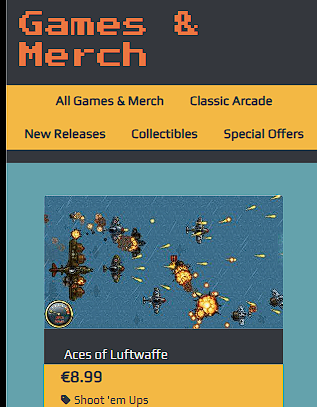 Games &
Merch
All Games & Merch Classic Arcade
New Releases Collectibles Special Offers
Aces of Luftwaffe
€8.99
Shoot 'em Ups